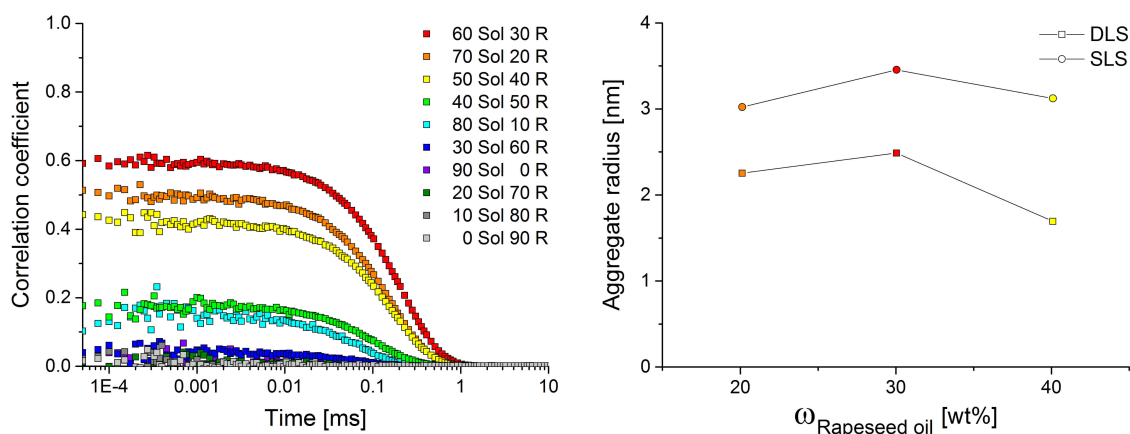 Correlation coefficient
1.0
0.8
0.6
0.4
0.2
0.0
60 Sol 30 R
70 Sol 20 R
50 Sol 40 R
40 Sol 50 R
80 Sol 10 R
30 Sol 60 R
90 Sol 0 R
20 Sol 70 R
10 Sol 80 R
0 Sol 90 R
1E-4 0.001 0.01 0.1 1 10
Time [ms]
Aggregate radius [nm]
4
3
2
1
0
DLS
SLS
20 30 40
ωRapeseed oil [wt%]